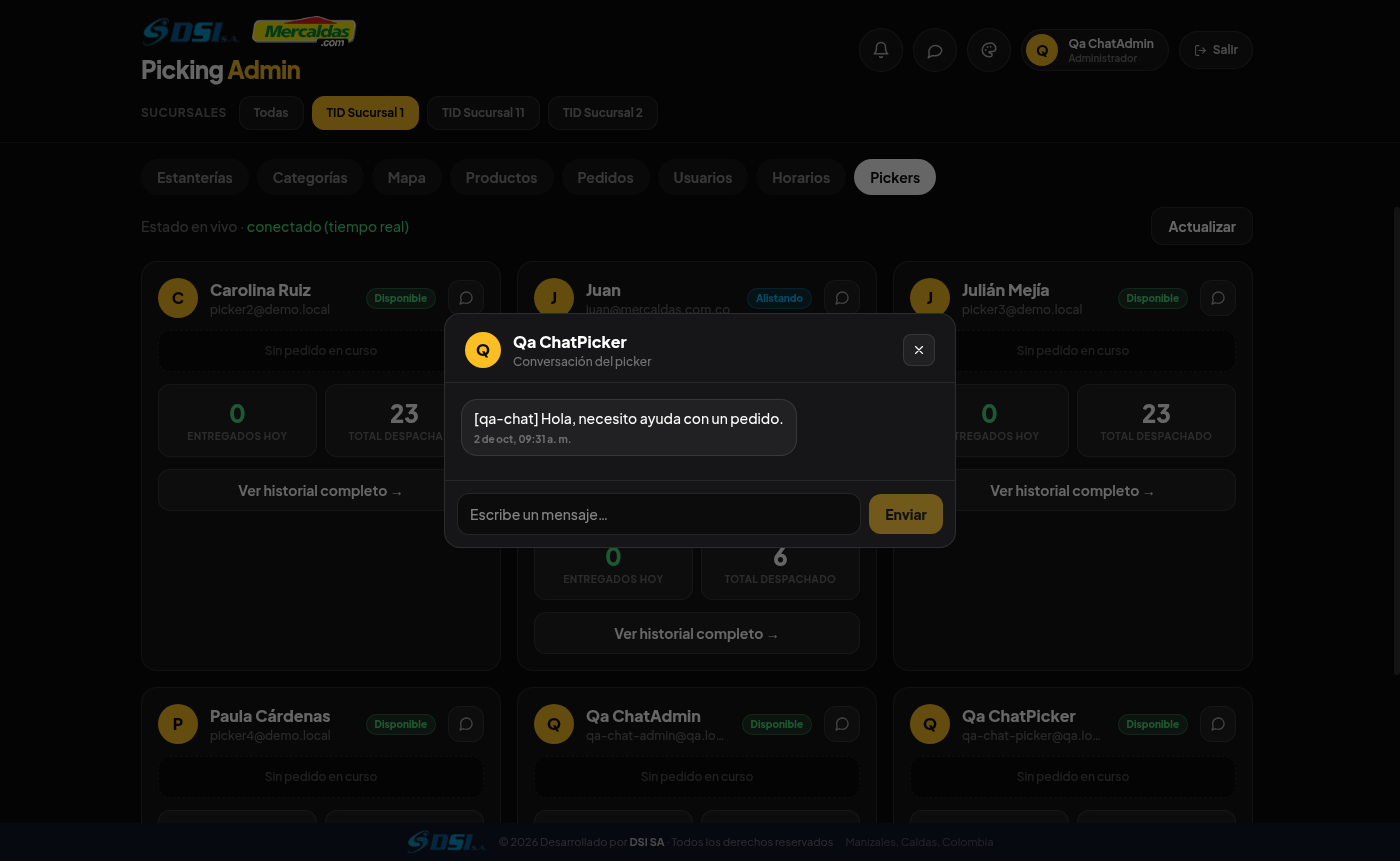 DSI S.A.
Mercaldas
.com
Picking Admin
Q
Qa ChatAdmin
Administrador
Salir
SUCURSALES
Todas
TID Sucursal 1
TID Sucursal 11
TID Sucursal 2
Estanterías
Categorías
Mapa
Productos
Pedidos
Usuarios
Horarios
Pickers
Estado en vivo · conectado (tiempo real)
Actualizar
C
Carolina Ruiz
picker2@demo.local
Disponible
Sin pedido en curso
0
ENTREGADOS HOY
23
TOTAL DESPACHA
Ver historial completo →
J
Juan
juan@mercaldas.com.co
Alistando
J
Julián Mejía
picker3@demo.local
Disponible
Sin pedido en curso
0
TREGADOS HOY
23
TOTAL DESPACHADO
Ver historial completo →
Q
Qa ChatPicker
Conversación del picker
[qa-chat] Hola, necesito ayuda con un pedido.
2 de oct, 09:31 a. m.
Escribe un mensaje…
Enviar
0
ENTREGADOS HOY
6
TOTAL DESPACHADO
Ver historial completo →
P
Paula Cárdenas
picker4@demo.local
Disponible
Sin pedido en curso
Q
Qa ChatAdmin
qa-chat-admin@qa.lo…
Disponible
Sin pedido en curso
Q
Qa ChatPicker
qa-chat-picker@qa.lo…
Disponible
Sin pedido en curso
DSI S.A.
© 2026 Desarrollado por DSI SA · Todos los derechos reservados
Manizales, Caldas, Colombia